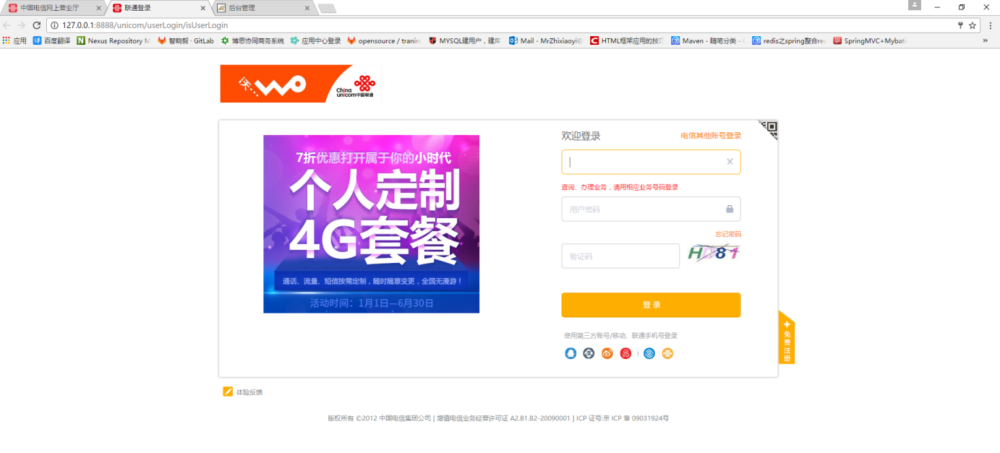 中国电信网上营业厅
联通登录
后台管理
127.0.0.1:8888/unicom/userLogin/isUserLogin
应用 百度翻译 Nexus Repository M 智晓毅 · GitLab 博思协同商务系统 应用中心登录 opensource / tranin MYSQL建用户，建库 Mail - MrZhixiaoyi@ HTML框架应用的技巧 Maven - 随笔分类 - redis之spring整合red SpringMVC+Mybati »
沃...
China
unicom中国联通
7折优惠打开属于你的小时代
个人定制
4G套餐
通话、流量、短信按需定制，随时随意变更，全国无漫游！
活动时间：1月1日—6月30日
欢迎登录
电信其他账号登录
查询、办理业务，请用相应业务号码登录
用户密码
忘记密码
验证码
H081
登 录
使用第三方账号/移动、联通手机号登录
+
免
费
注
册
体验反馈
版权所有 ©2012 中国电信集团公司 [ 增值电信业务经营许可证 A2.B1.B2-20090001 ] ICP 证号:京 ICP 备 09031924号